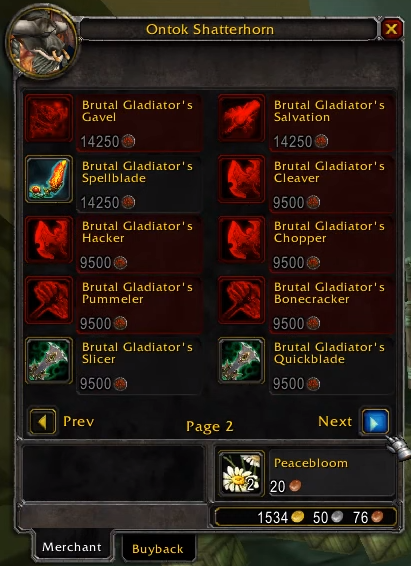 Ontok Shatterhorn
Brutal Gladiator's
Gavel
14250
Brutal Gladiator's
Salvation
14250
Brutal Gladiator's
Spellblade
14250
Brutal Gladiator's
Cleaver
9500
Brutal Gladiator's
Hacker
9500
Brutal Gladiator's
Chopper
9500
Brutal Gladiator's
Pummeler
9500
Brutal Gladiator's
Bonecracker
9500
Brutal Gladiator's
Slicer
9500
Brutal Gladiator's
Quickblade
9500
Prev
Page 2
Next
Peacebloom
2
20
1534 50 76
Merchant
Buyback